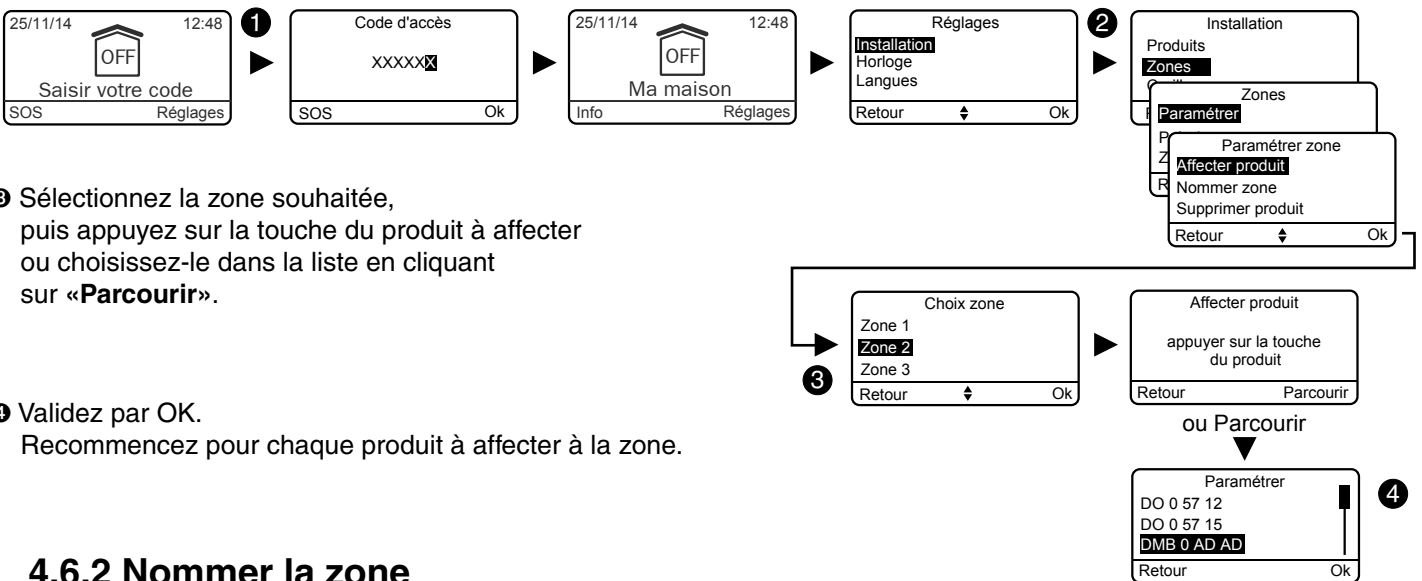 25/11/14 12:48
OFF
Saisir votre code
SOS Réglages
❶
Code d'accès
XXXXXX
SOS Ok
25/11/14 12:48
OFF
Ma maison
Info Réglages
Réglages
Installation
Horloge
Langues
Retour Ok
❷
Installation
Produits
Zones
Zones
Paramétrer
P
Z
R
Paramétrer zone
Affecter produit
Nommer zone
Supprimer produit
Retour Ok
❸ Sélectionnez la zone souhaitée,
puis appuyez sur la touche du produit à affecter
ou choisissez-le dans la liste en cliquant
sur «Parcourir».
❸
Choix zone
Zone 1
Zone 2
Zone 3
Retour Ok
Affecter produit
appuyer sur la touche
du produit
Retour Parcourir
❹ Validez par OK.
Recommencez pour chaque produit à affecter à la zone.
ou Parcourir
Paramétrer
DO 0 57 12
DO 0 57 15
DMB 0 AD AD
Retour Ok
❹
4.6.2 Nommer la zone